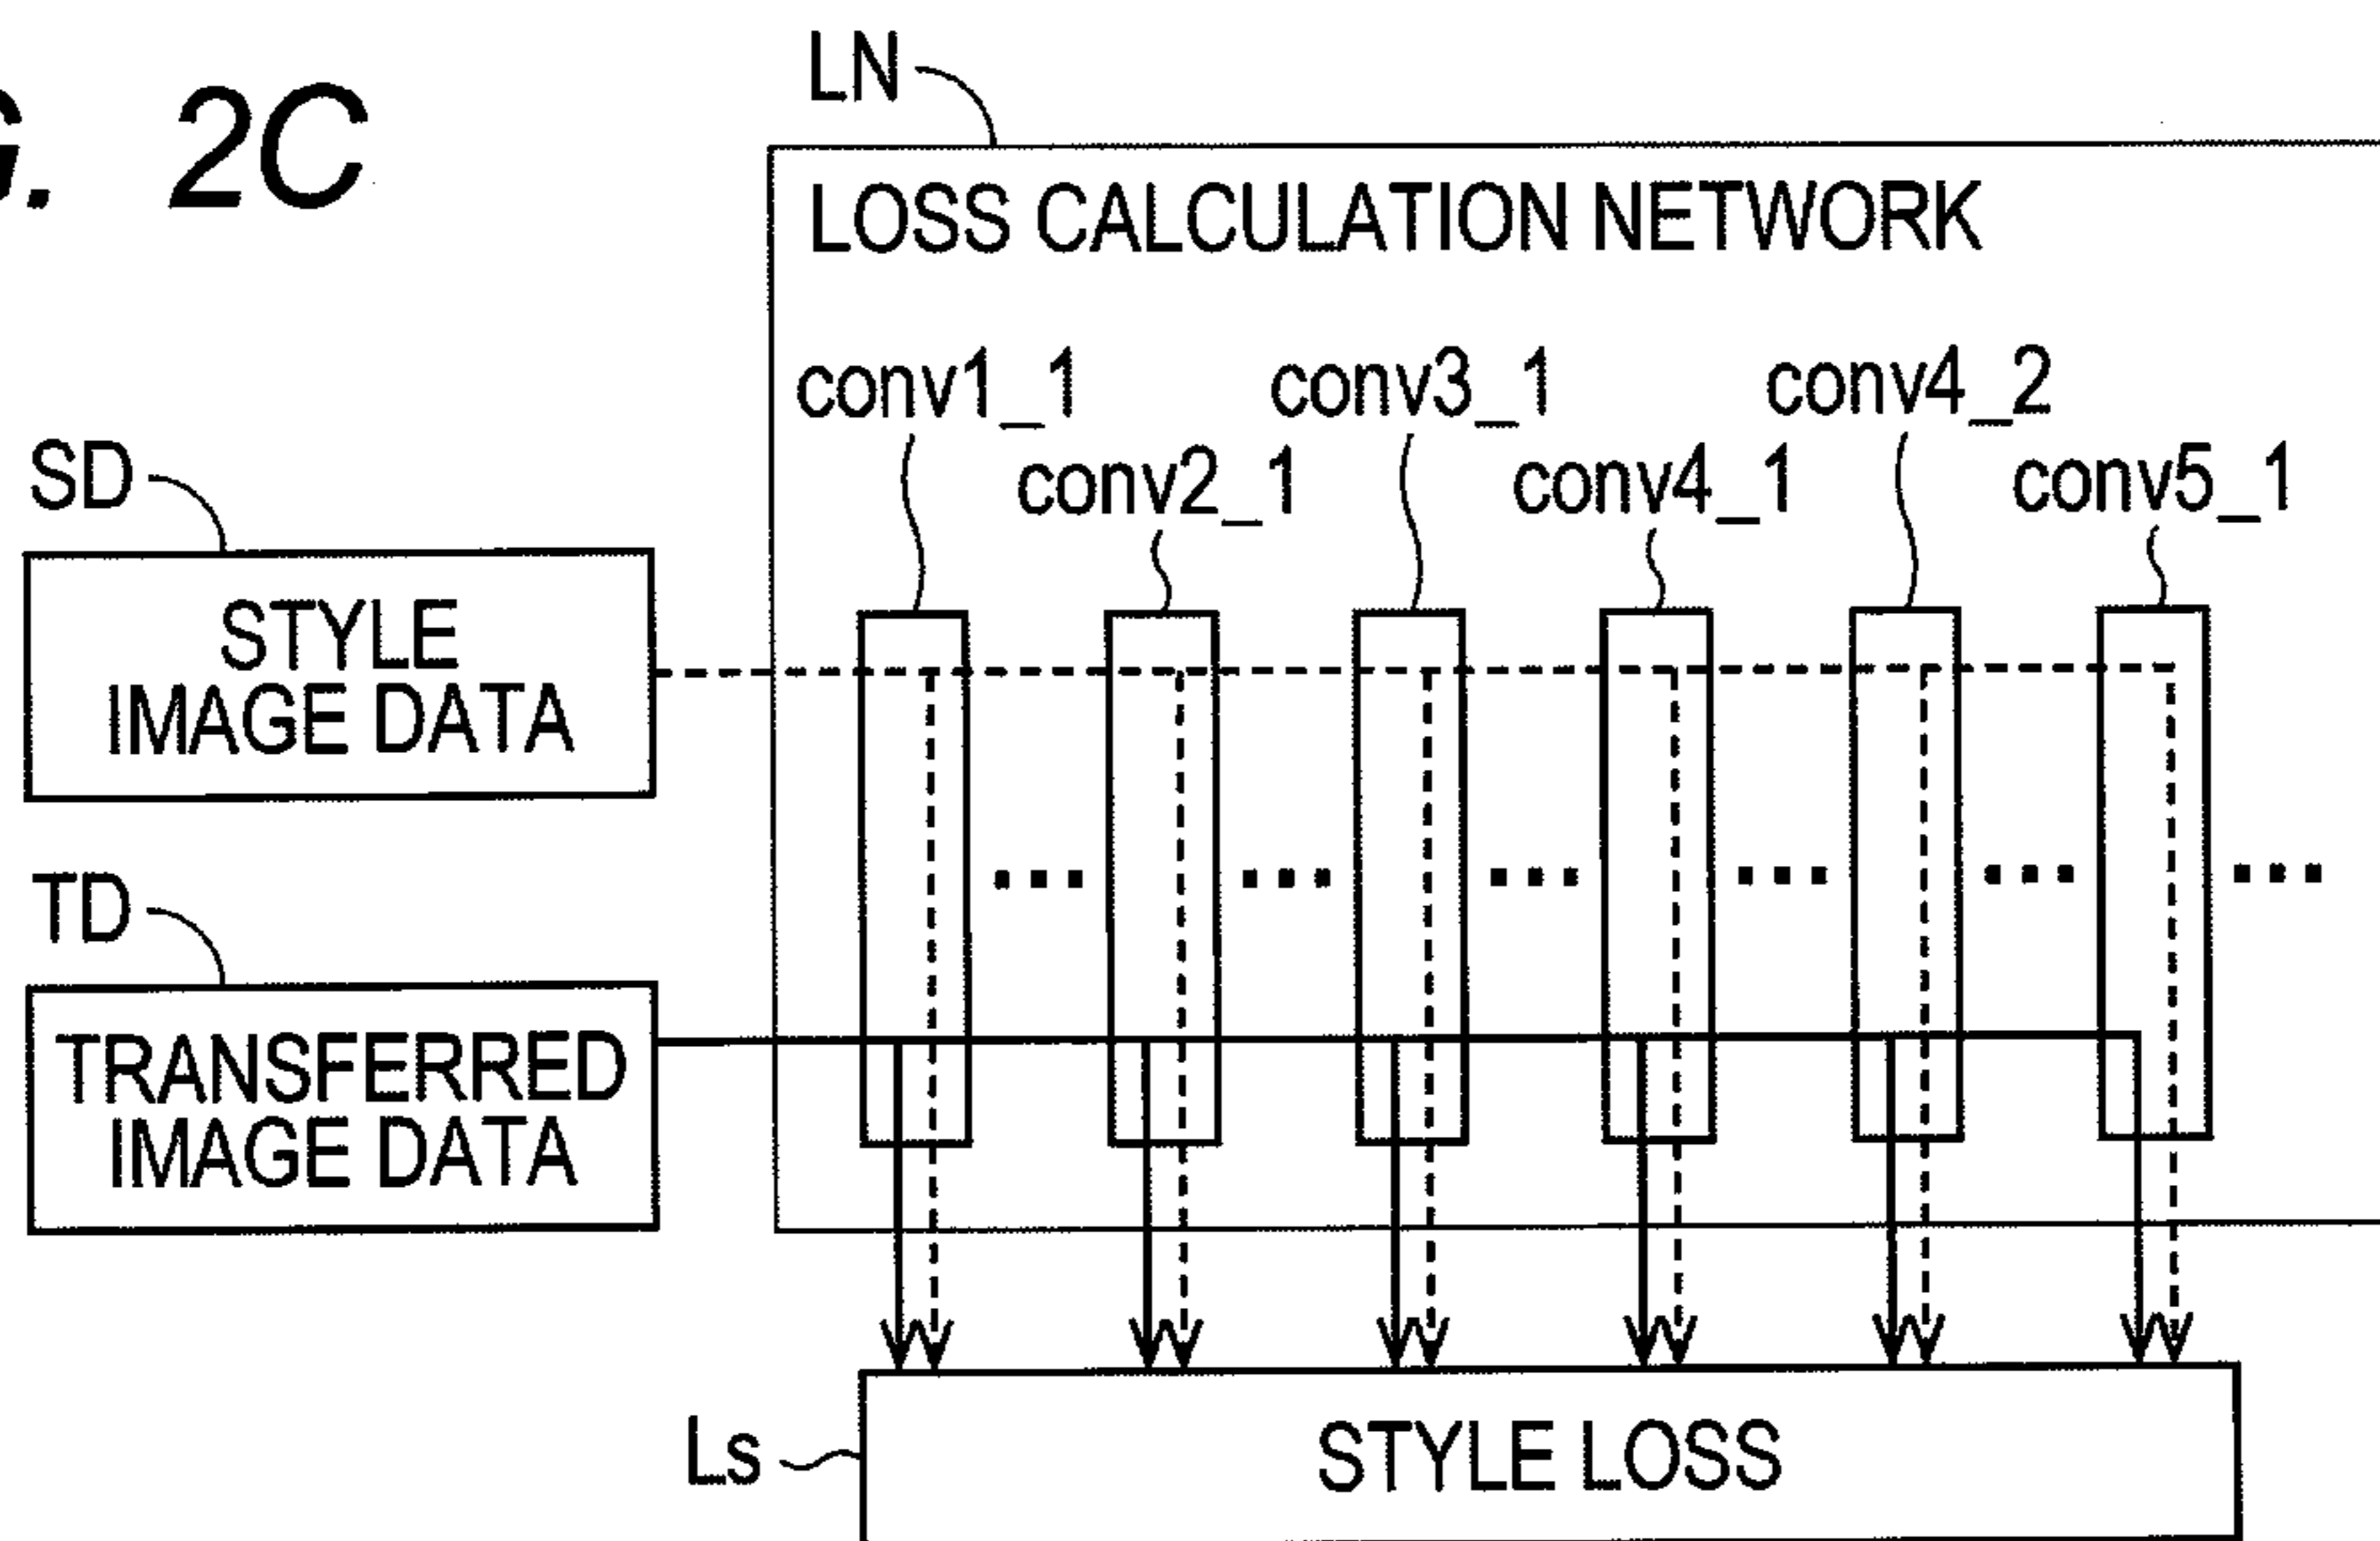 G. 2C
LN
LOSS CALCULATION NETWORK
conv1_1
conv3_1
conv4_2
conv2_1
conv4_1
conv5_1
SD
STYLE
IMAGE DATA
TD
TRANSFERRED
IMAGE DATA
Ls
STYLE LOSS